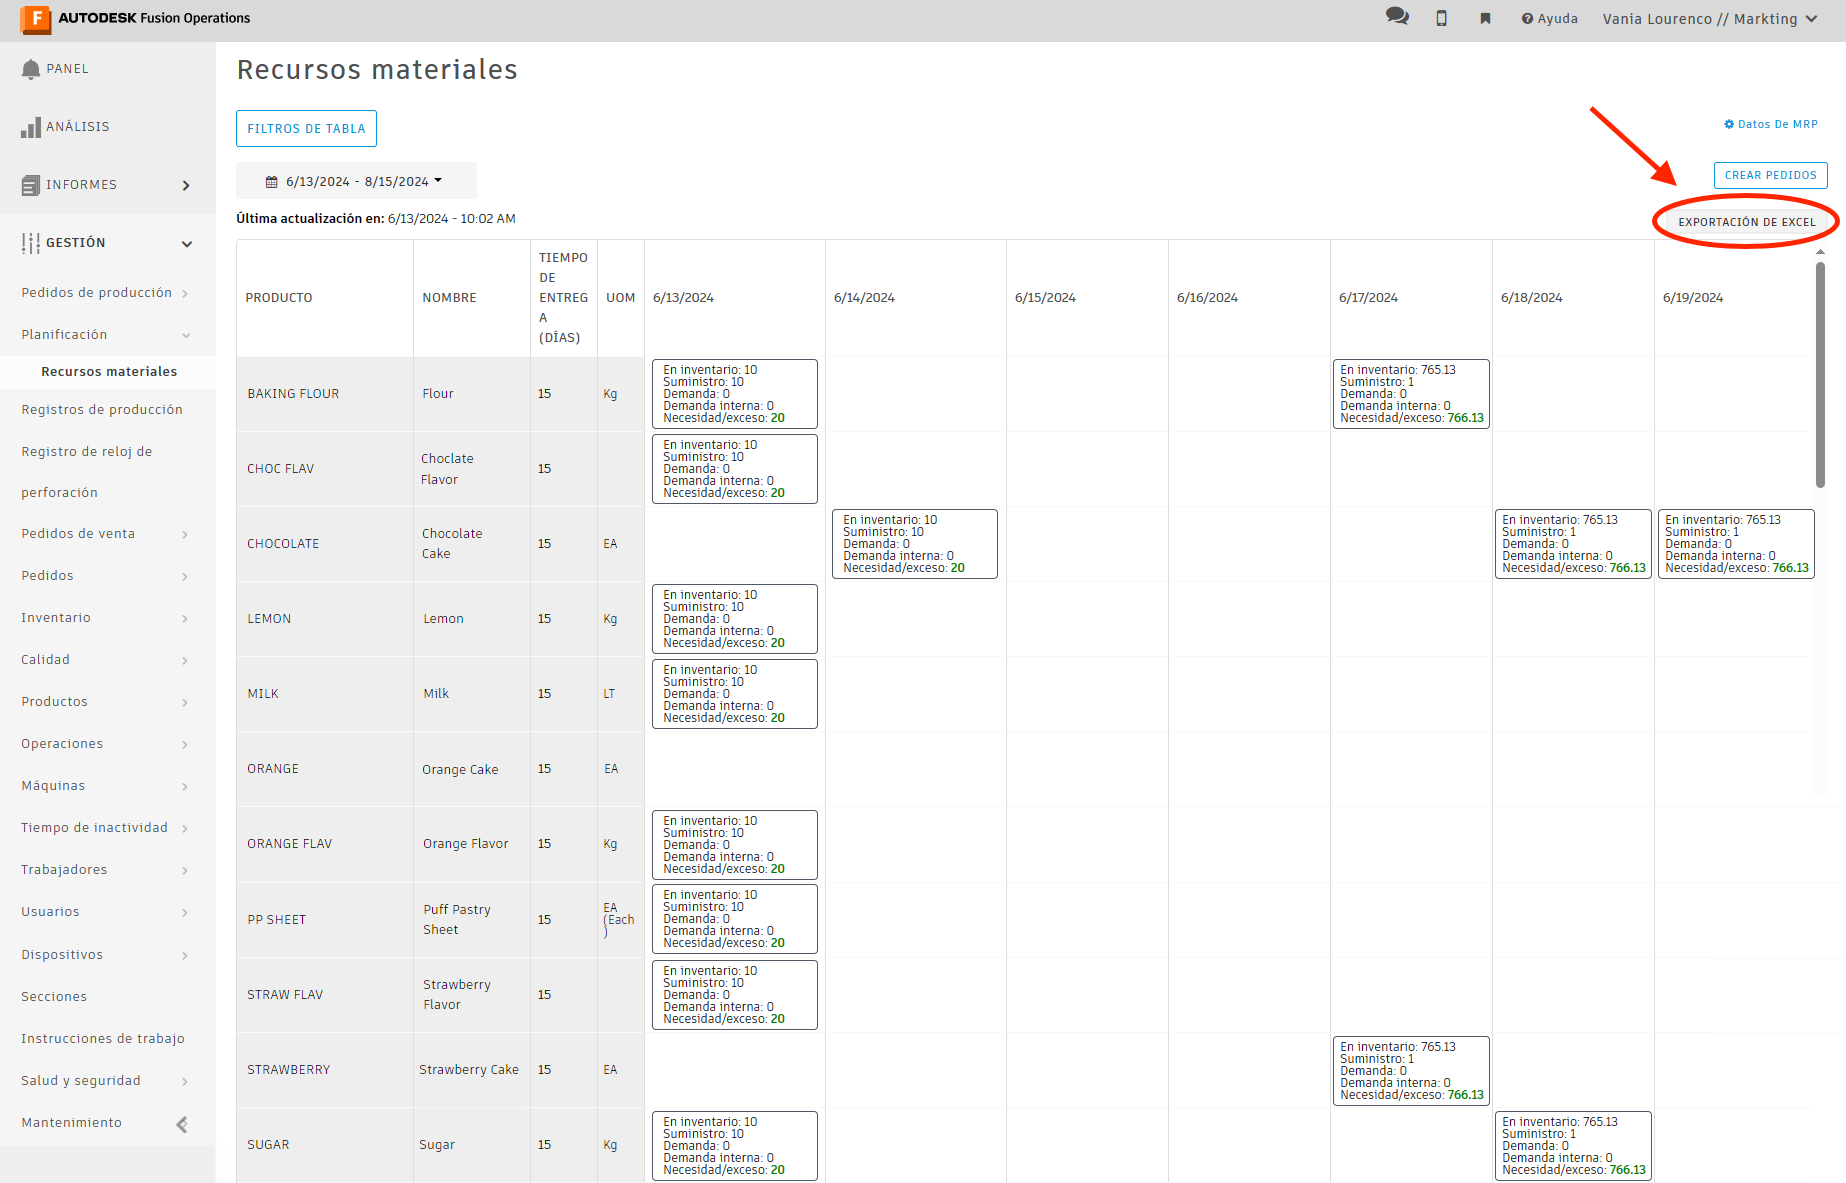 F AUTODESK Fusion Operations
Ayuda
Vania Lourenco // Markting
PANEL
ANÁLISIS
INFORMES
GESTIÓN
Pedidos de producción
Planificación
Recursos materiales
Registros de producción
Registro de reloj de
perforación
Pedidos de venta
Pedidos
Inventario
Calidad
Productos
Operaciones
Máquinas
Tiempo de inactividad
Trabajadores
Usuarios
Dispositivos
Secciones
Instrucciones de trabajo
Salud y seguridad
Mantenimiento
Recursos materiales
FILTROS DE TABLA
Datos De MRP
6/13/2024 - 8/15/2024
CREAR PEDIDOS
Última actualización en: 6/13/2024 - 10:02 AM
EXPORTACIÓN DE EXCEL
PRODUCTO
NOMBRE
TIEMPO
DE
ENTREG
A
(DÍAS)
UOM
6/13/2024
6/14/2024
6/15/2024
6/16/2024
6/17/2024
6/18/2024
6/19/2024
BAKING FLOUR
Flour
15
Kg
En inventario: 10
Suministro: 10
Demanda: 0
Demanda interna: 0
Necesidad/exceso: 20
En inventario: 765.13
Suministro: 1
Demanda: 0
Demanda interna: 0
Necesidad/exceso: 766.13
CHOC FLAV
Choclate
Flavor
15
En inventario: 10
Suministro: 10
Demanda: 0
Demanda interna: 0
Necesidad/exceso: 20
CHOCOLATE
Chocolate
Cake
15
EA
En inventario: 10
Suministro: 10
Demanda: 0
Demanda interna: 0
Necesidad/exceso: 20
En inventario: 765.13
Suministro: 1
Demanda: 0
Demanda interna: 0
Necesidad/exceso: 766.13
En inventario: 765.13
Suministro: 1
Demanda: 0
Demanda interna: 0
Necesidad/exceso: 766.13
LEMON
Lemon
15
Kg
En inventario: 10
Suministro: 10
Demanda: 0
Demanda interna: 0
Necesidad/exceso: 20
MILK
Milk
15
LT
En inventario: 10
Suministro: 10
Demanda: 0
Demanda interna: 0
Necesidad/exceso: 20
ORANGE
Orange Cake
15
EA
ORANGE FLAV
Orange Flavor
15
Kg
En inventario: 10
Suministro: 10
Demanda: 0
Demanda interna: 0
Necesidad/exceso: 20
PP SHEET
Puff Pastry
Sheet
15
EA
(Each
)
En inventario: 10
Suministro: 10
Demanda: 0
Demanda interna: 0
Necesidad/exceso: 20
STRAW FLAV
Strawberry
Flavor
15
En inventario: 10
Suministro: 10
Demanda: 0
Demanda interna: 0
Necesidad/exceso: 20
STRAWBERRY
Strawberry Cake
15
EA
En inventario: 765.13
Suministro: 1
Demanda: 0
Demanda interna: 0
Necesidad/exceso: 766.13
SUGAR
Sugar
15
Kg
En inventario: 10
Suministro: 10
Demanda: 0
Demanda interna: 0
Necesidad/exceso: 20
En inventario: 765.13
Suministro: 1
Demanda: 0
Demanda interna: 0
Necesidad/exceso: 766.13